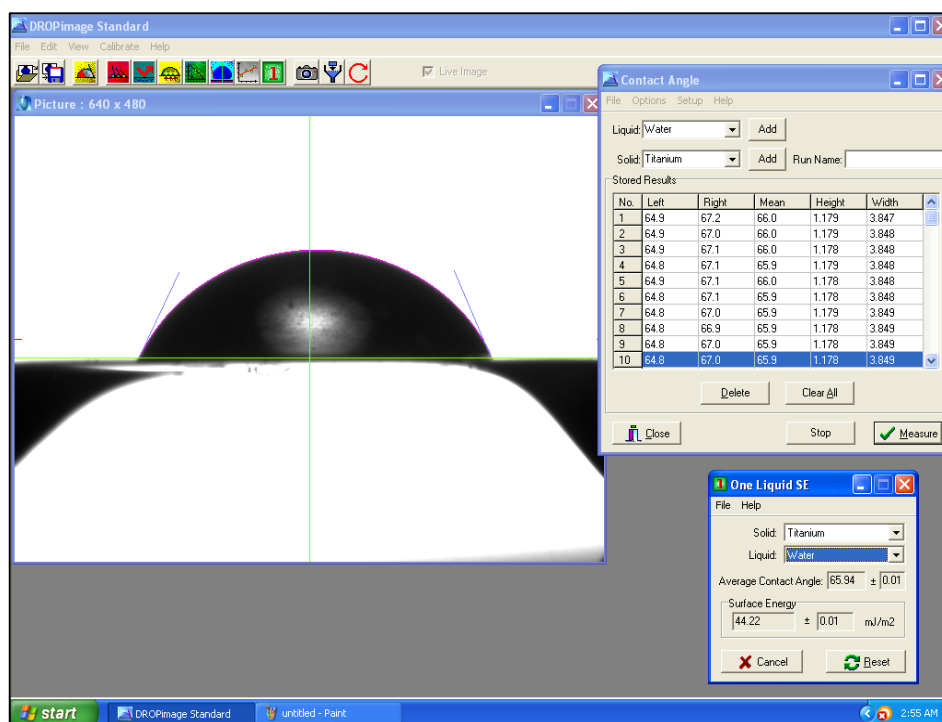 DROPimage Standard
File Edit View Calibrate Help
Live Image
Picture : 640 x 480
Contact Angle
File Options Setup Help
Liquid: Water Add
Solid: Titanium Add Run Name:
Stored Results
No. Left Right Mean Height Width
1 64.9 67.2 66.0 1.179 3.847
2 64.9 67.0 66.0 1.179 3.848
3 64.9 67.1 66.0 1.178 3.848
4 64.8 67.1 65.9 1.179 3.848
5 64.9 67.1 66.0 1.178 3.848
6 64.8 67.1 65.9 1.178 3.848
7 64.8 67.0 65.9 1.179 3.849
8 64.8 66.9 65.9 1.178 3.849
9 64.8 67.0 65.9 1.178 3.849
10 64.8 67.0 65.9 1.178 3.849
Delete Clear All
Close Stop Measure
1 One Liquid SE
File Help
Solid: Titanium
Liquid: Water
Average Contact Angle: 65.94 ± 0.01
Surface Energy
44.22 ± 0.01 mJ/m2
Cancel Reset
start DROPimage Standard untitled - Paint 2:55 AM